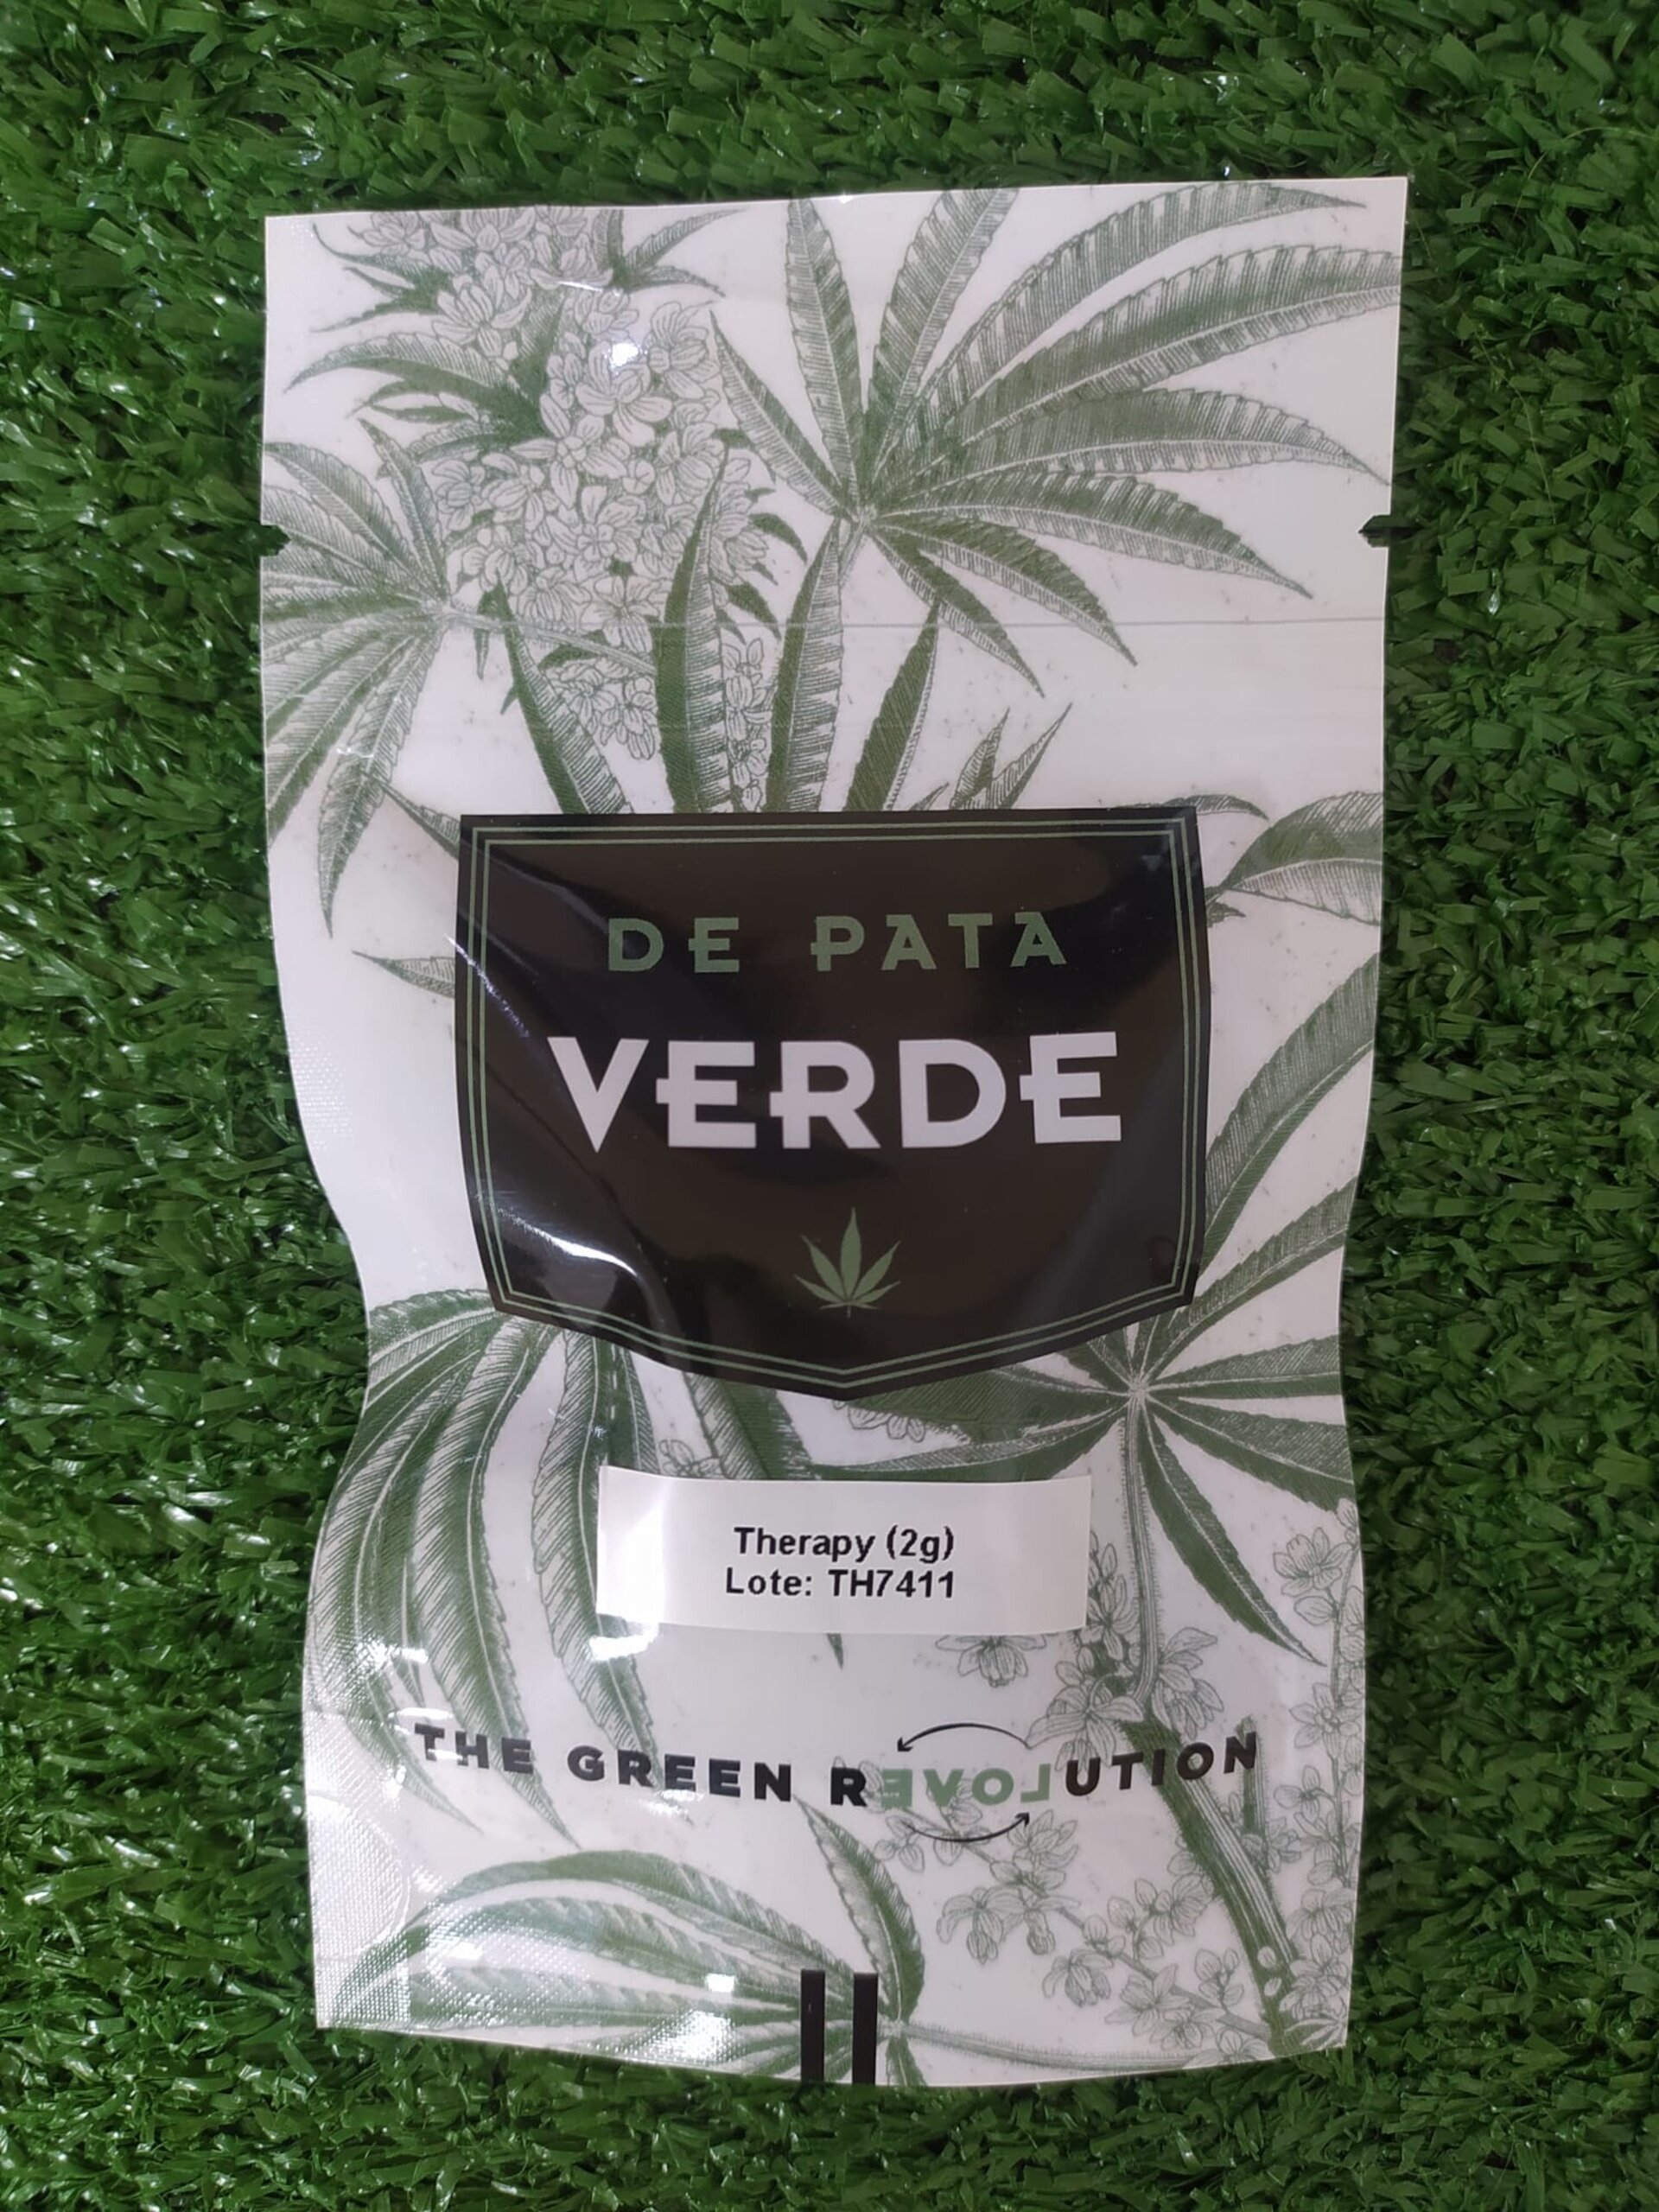 DE PATA
VERDE
Therapy (2g)
Lote: TH7411
THE GREEN REVOLUTION